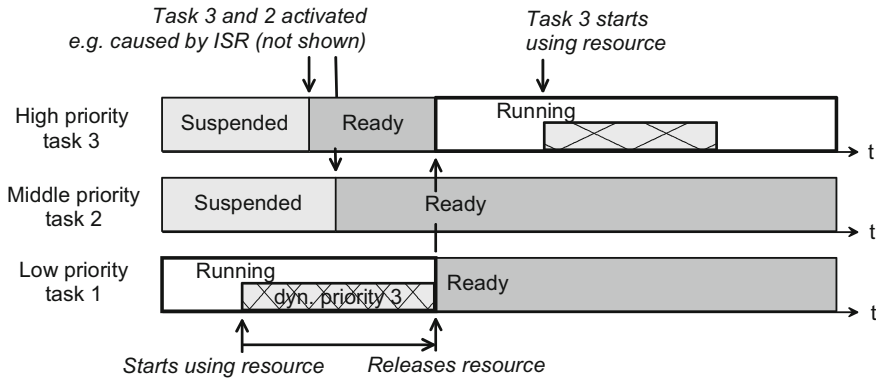 Task 3 and 2 activated
e.g. caused by ISR (not shown)
Task 3 starts
using resource
High priority
task 3
Suspended
Ready
Running
t
Middle priority
task 2
Suspended
Ready
t
Low priority
task 1
Running
dyn. priority 3
Ready
t
Starts using resource
Releases resource